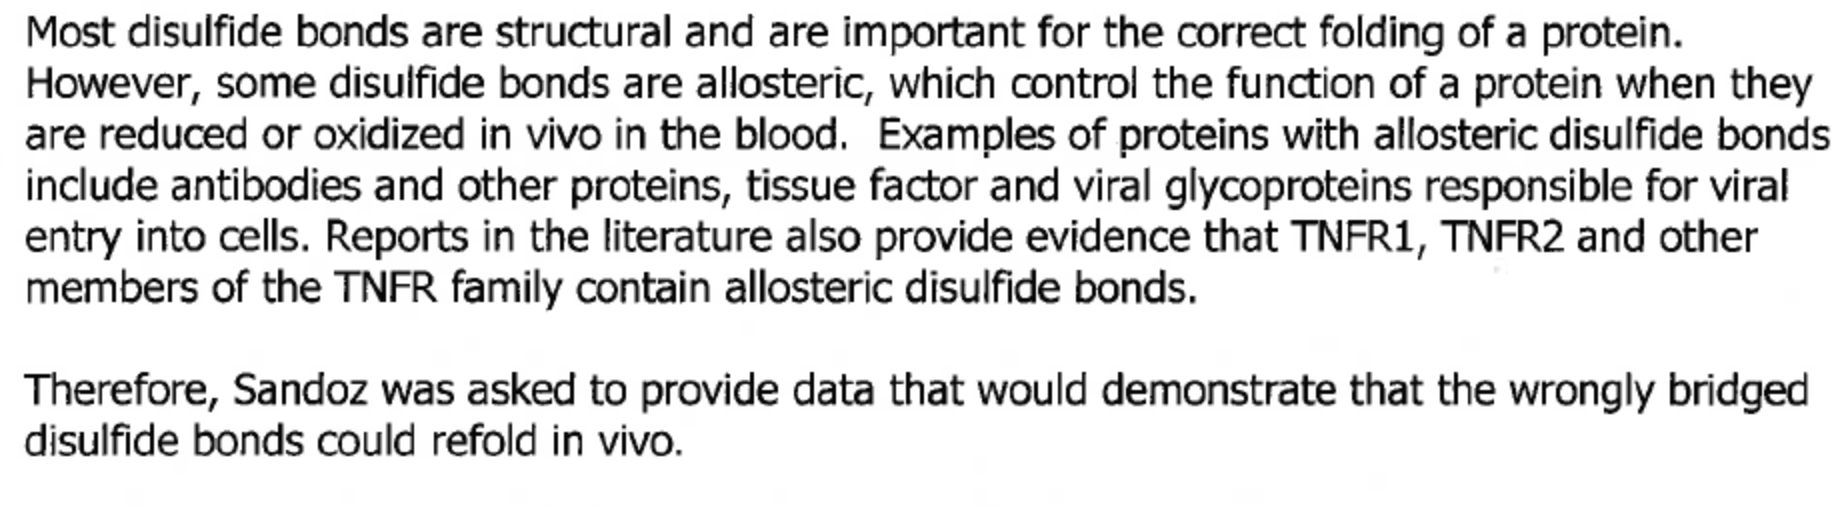 Most disulfide bonds are structural and are important for the correct folding of a protein.
However, some disulfide bonds are allosteric, which control the function of a protein when they
are reduced or oxidized in vivo in the blood.  Examples of proteins with allosteric disulfide bonds
include antibodies and other proteins, tissue factor and viral glycoproteins responsible for viral
entry into cells. Reports in the literature also provide evidence that TNFR1, TNFR2 and other
members of the TNFR family contain allosteric disulfide bonds.
Therefore, Sandoz was asked to provide data that would demonstrate that the wrongly bridged
disulfide bonds could refold in vivo.